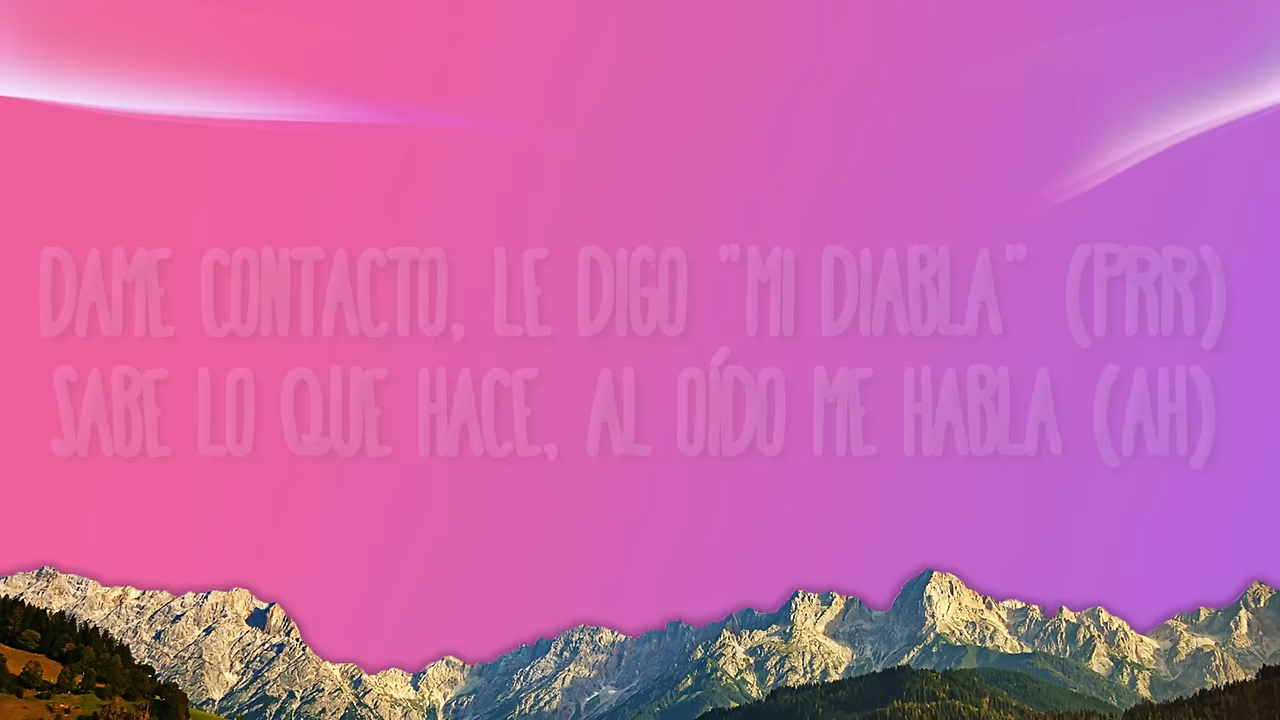 DAME CONTACTO, LE DIGO "MI DIABLA" (PRR)
SABE LO QUE HACE, AL OÍDO ME HABLA (AH)